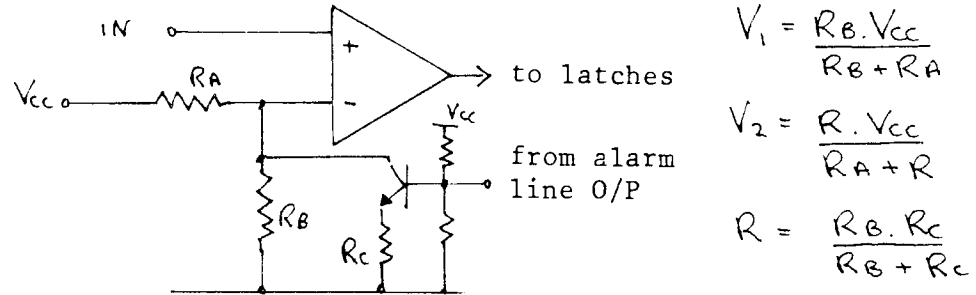 IN
+
RA
Vcc
-
to latches
Vcc
from alarm
line O/P
RB
Rc
V1 = RB.Vcc / RB + RA
V2 = R.Vcc / RA + R
R = RB.Rc / RB + Rc